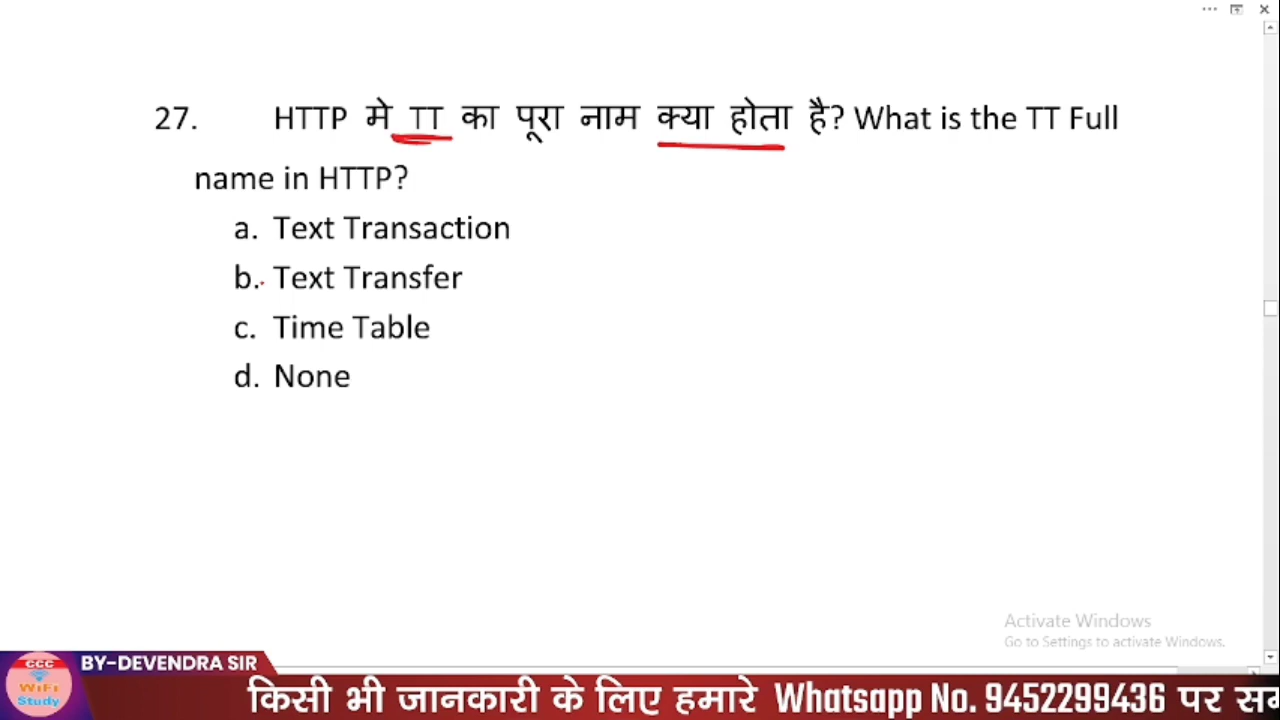 27. HTTP मे TT का पूरा नाम क्या होता है? What is the TT Full
name in HTTP?
a. Text Transaction
b. Text Transfer
c. Time Table
d. None
Activate Windows
Go to Settings to activate Windows.
BY-DEVENDRA SIR
CCC
WiFi
Study
किसी भी जानकारी के लिए हमारे Whatsapp No. 9452299436 पर